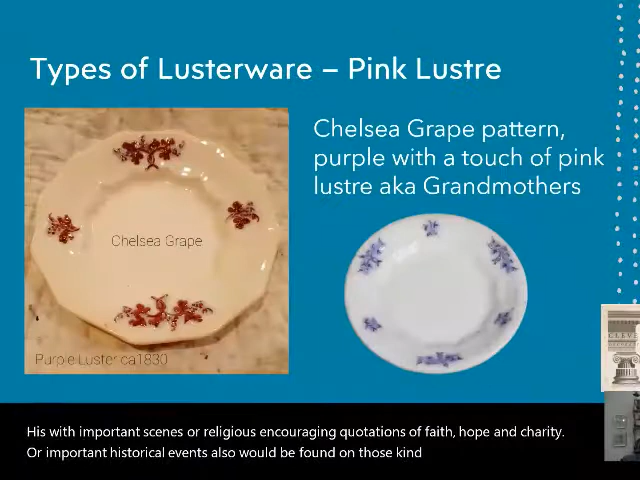 Types of Lusterware – Pink Lustre
Chelsea Grape pattern,
purple with a touch of pink
lustre aka Grandmothers
Chelsea Grape
Purple Luster ca1830
His with important scenes or religious encouraging quotations of faith, hope and charity.
Or important historical events also would be found on those kind